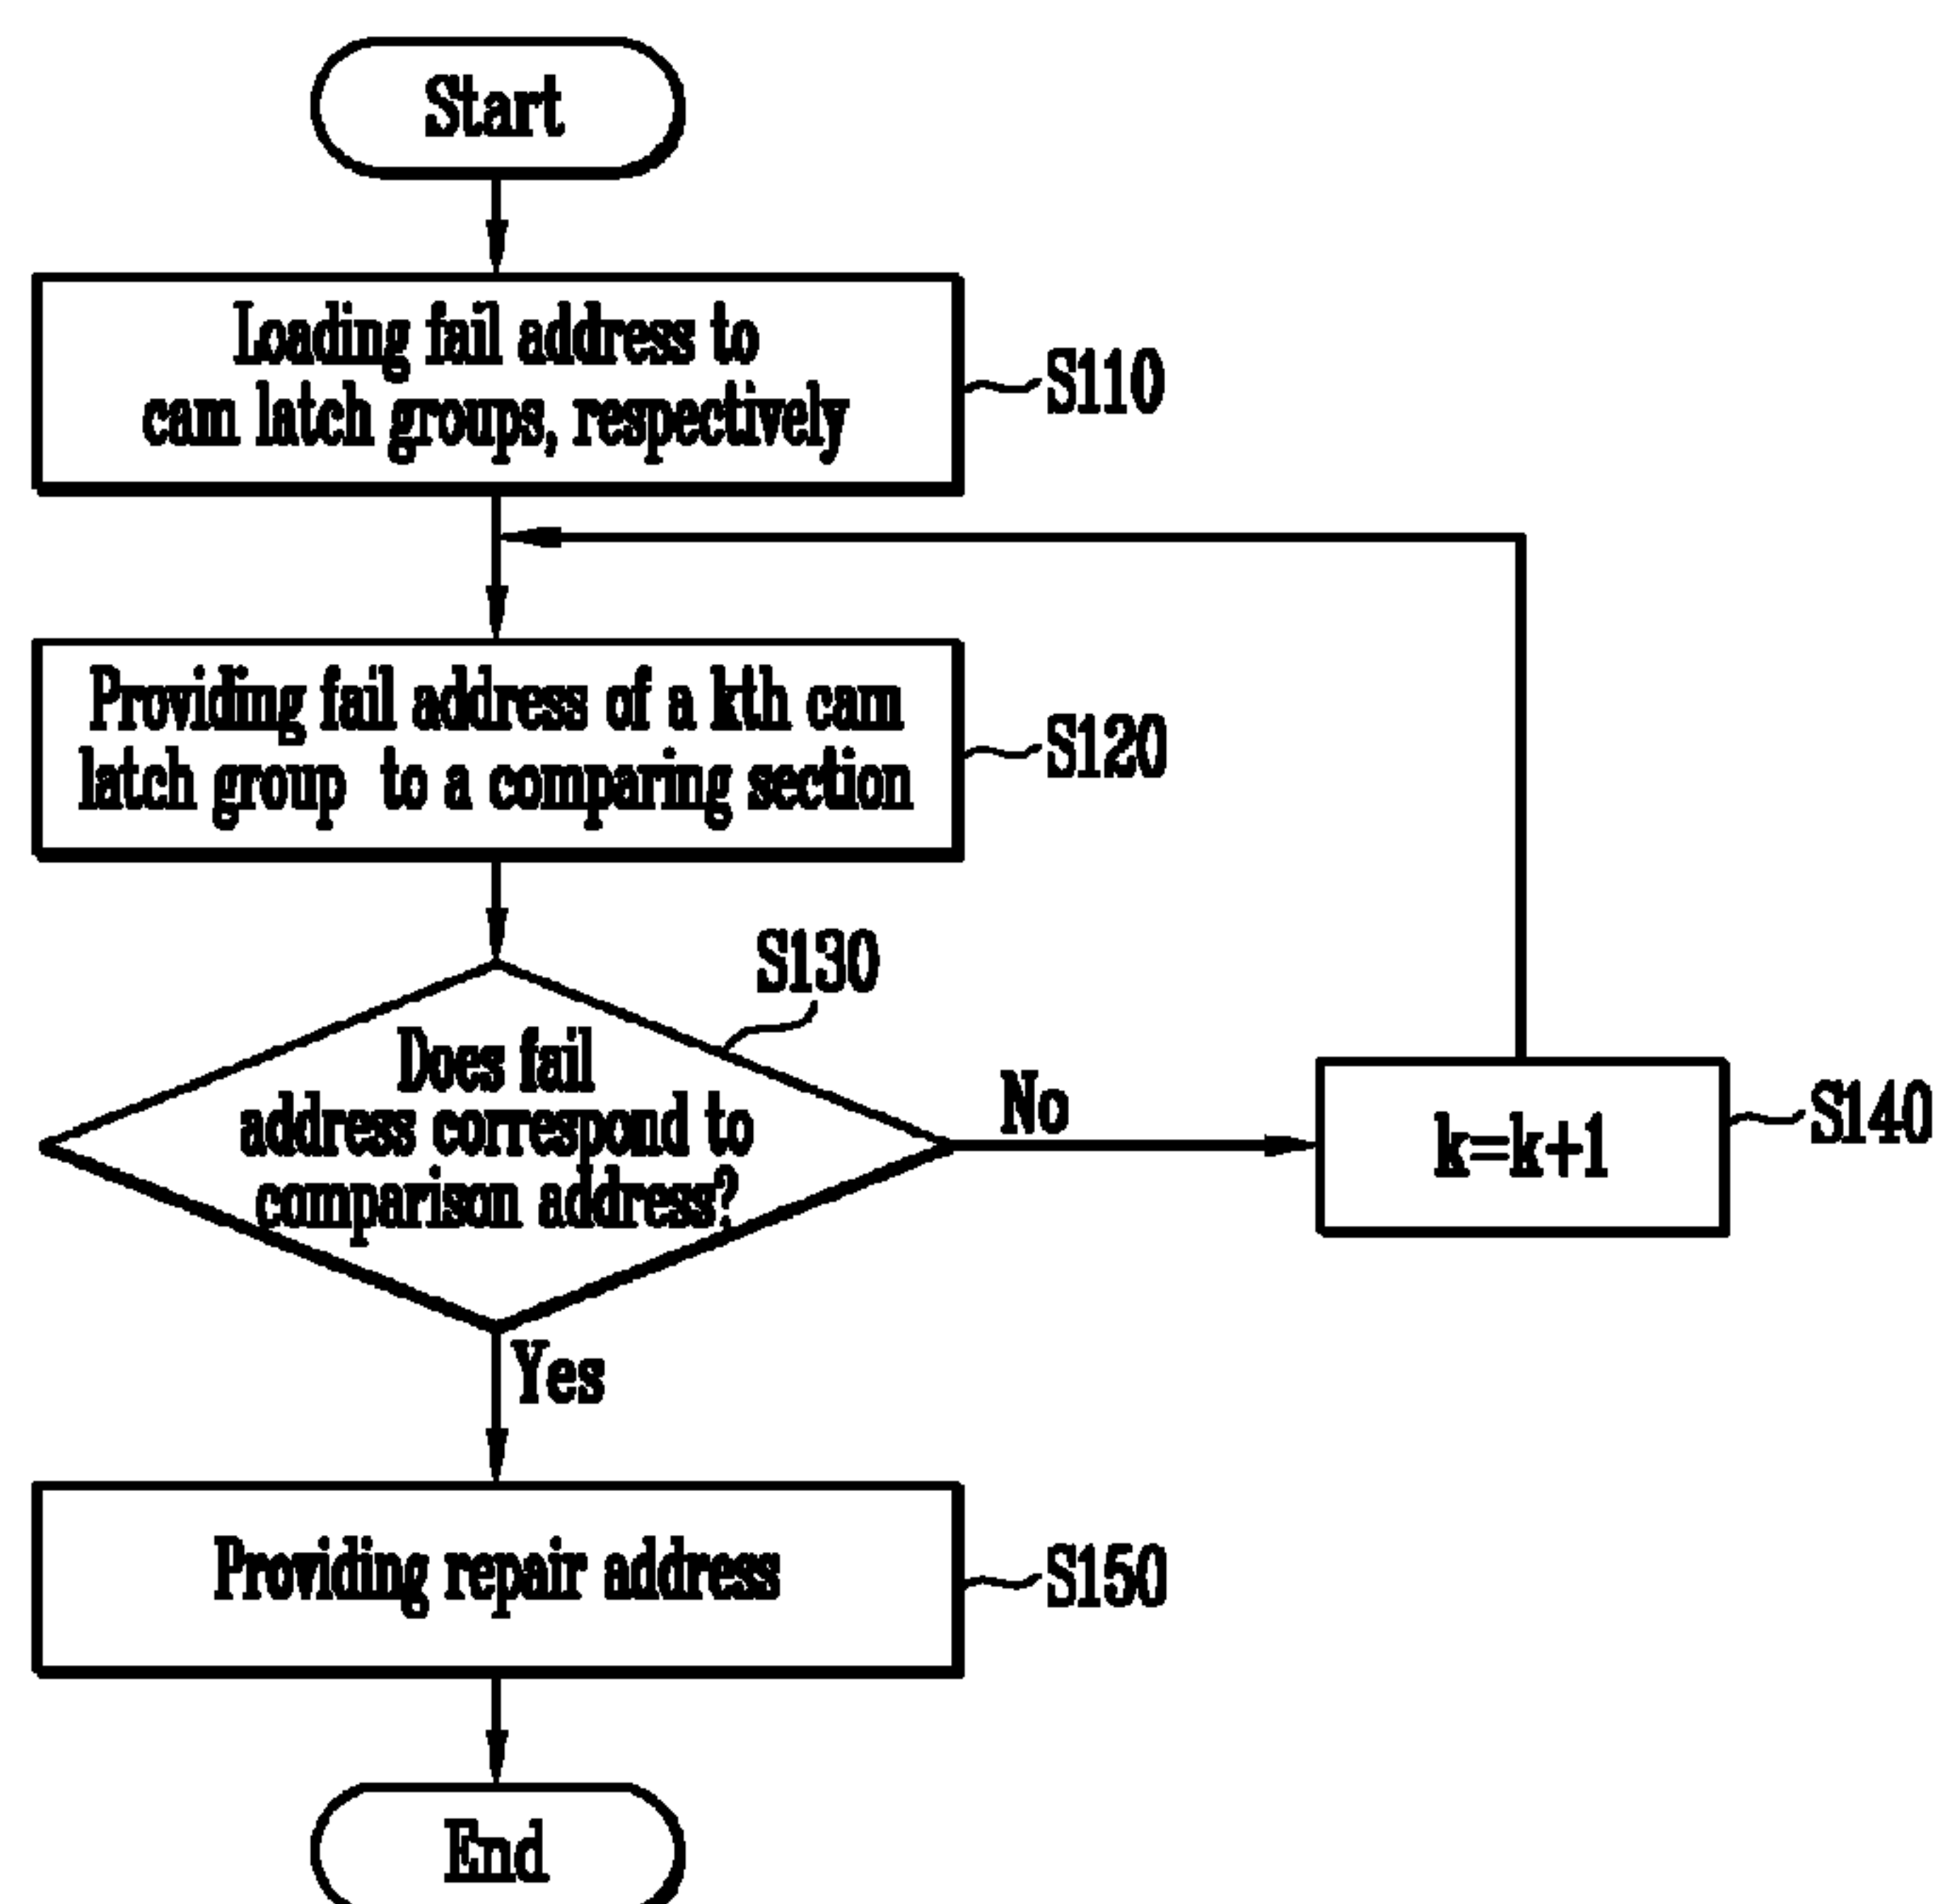 Start
Loading fail address to
cam latch groups, respectively
S110
Providing fail address of a kth cam
latch group to a comparing section
S120
S130
Does fail
address correspond to
comparison address?
No
k=k+1
S140
Yes
Providing repair address
S150
End